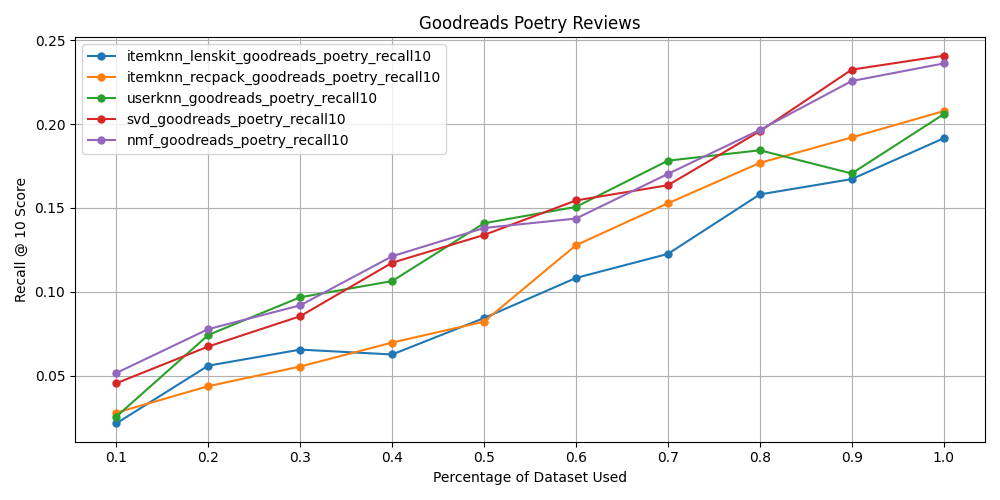 Goodreads Poetry Reviews
itemknn_lenskit_goodreads_poetry_recall10
itemknn_recpack_goodreads_poetry_recall10
userknn_goodreads_poetry_recall10
svd_goodreads_poetry_recall10
nmf_goodreads_poetry_recall10
Recall @ 10 Score
0.25
0.20
0.15
0.10
0.05
0.1 0.2 0.3 0.4 0.5 0.6 0.7 0.8 0.9 1.0
Percentage of Dataset Used